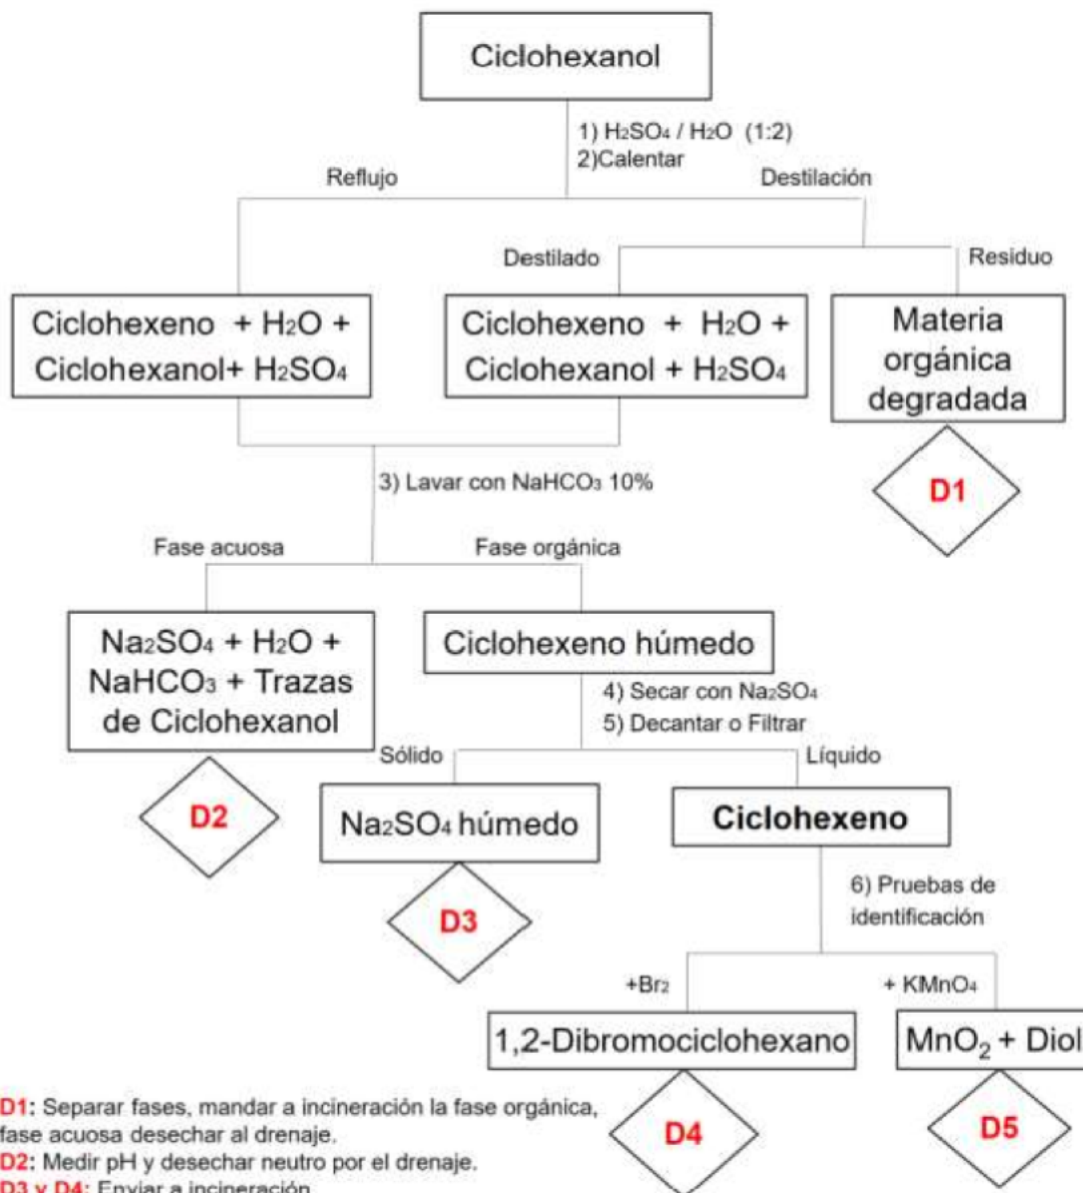 Ciclohexanol
1) H₂SO₄ / H₂O (1:2)
2)Calentar
Reflujo
Destilación
Destilado
Residuo
Ciclohexeno + H₂O +
Ciclohexanol+ H₂SO₄
Ciclohexeno + H₂O +
Ciclohexanol + H₂SO₄
Materia
orgánica
degradada
D1
3) Lavar con NaHCO₃ 10%
Fase acuosa
Fase orgánica
Na₂SO₄ + H₂O +
NaHCO₃ + Trazas
de Ciclohexanol
Ciclohexeno húmedo
4) Secar con Na₂SO₄
5) Decantar o Filtrar
D2
Sólido
Líquido
Na₂SO₄ húmedo
Ciclohexeno
D3
6) Pruebas de
identificación
+Br₂
+ KMnO₄
1,2-Dibromociclohexano
MnO₂ + Diol
D4
D5
D1: Separar fases, mandar a incineración la fase orgánica,
fase acuosa desechar al drenaje.
D2: Medir pH y desechar neutro por el drenaje.
D3 y D4: Enviar a incineración